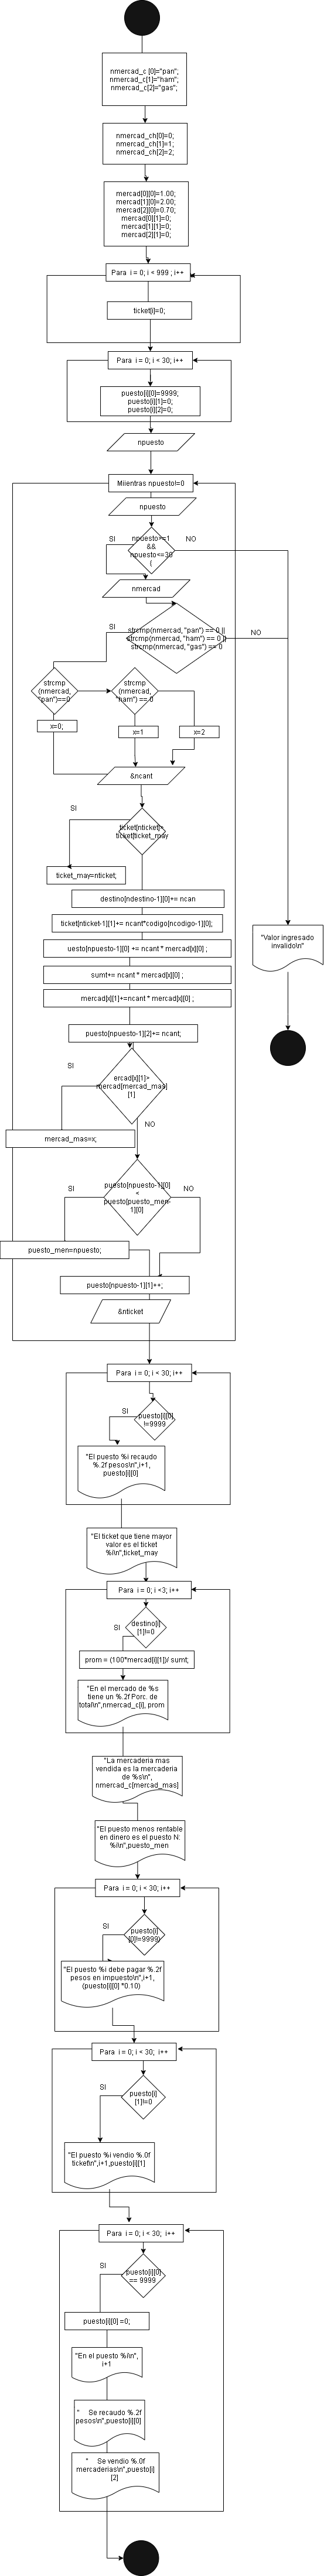 nmercad_c [0]="pan";
nmercad_c[1]="ham";
nmercad_c[2]="gas";
nmercad_ch[0]=0;
nmercad_ch[1]=1;
nmercad_ch[2]=2;
mercad[0][0]=1.00;
mercad[1][0]=2.00;
mercad[2][0]=0.70;
mercad[0][1]=0;
mercad[1][1]=0;
mercad[2][1]=0;
Para i = 0; i < 999 ; i++
ticket[i]=0;
Para i = 0; i < 30; i++
puesto[i][0]=9999;
puesto[i][1]=0;
puesto[i][2]=0;
npuesto
Miientras npuesto!=0
npuesto
npuesto>=1
&&
npuesto<=30
{
SI
NO
nmercad
strcmp(nmercad, "pan") == 0 ||
strcmp(nmercad, "ham") == 0 ||
strcmp(nmercad, "gas") == 0
SI
NO
strcmp
(nmercad,
"pan")==0
strcmp
(nmercad,
"ham") == 0
x=0;
x=1
x=2
&ncant
SI
ticket[nticket]>
ticket[ticket_may
ticket_may=nticket;
destino[ndestino-1][0]+= ncan
ticket[nticket-1][1]+= ncant*codigo[ncodigo-1][0];
uesto[npuesto-1][0] += ncant * mercad[x][0] ;
sumt+= ncant * mercad[x][0] ;
mercad[x][1]+=ncant * mercad[x][0] ;
puesto[npuesto-1][2]+= ncant;
SI
ercad[x][1]>
mercad[mercad_mas]
[1]
NO
mercad_mas=x;
SI
puesto[npuesto-1][0]
<
puesto[puesto_men-
1][0]
NO
puesto_men=npuesto;
puesto[npuesto-1][1]++;
&nticket
Para i = 0; i < 30; i++
SI
puesto[i][0]
!=9999
"El puesto %i recaudo
%.2f pesos\n",i+1,
puesto[i][0]
"El ticket que tiene mayor
valor es el ticket
%i\n",ticket_may
Para i = 0; i <3; i++
SI
destino[i]
[1]!=0
prom = (100*mercad[i][1])/ sumt;
"En el mercado de %s
tiene un %.2f Porc. de
total\n",nmercad_c[i], prom
"La mercaderia mas
vendida es la mercaderia
de %s\n",
nmercad_c[mercad_mas]
"El puesto menos rentable
en dinero es el puesto N:
%i\n",puesto_men
Para i = 0; i < 30; i++
SI
puesto[i]
[0]!=9999)
"El puesto %i debe pagar %.2f
pesos en impuesto\n",i+1,
(puesto[i][0] *0.10)
Para i = 0; i < 30; i++
SI
puesto[i]
[1]!=0
"El puesto %i vendio %.0f
ticket\n",i+1,puesto[i][1]
Para i = 0; i < 30; i++
SI
puesto[i][0]
== 9999
puesto[i][0] =0;
"En el puesto %i\n",
i+1
" Se recaudo %.2f
pesos\n",puesto[i][0]
" Se vendio %.0f
mercaderias\n",puesto[i]
[2]
"Valor ingresado
invalido\n"